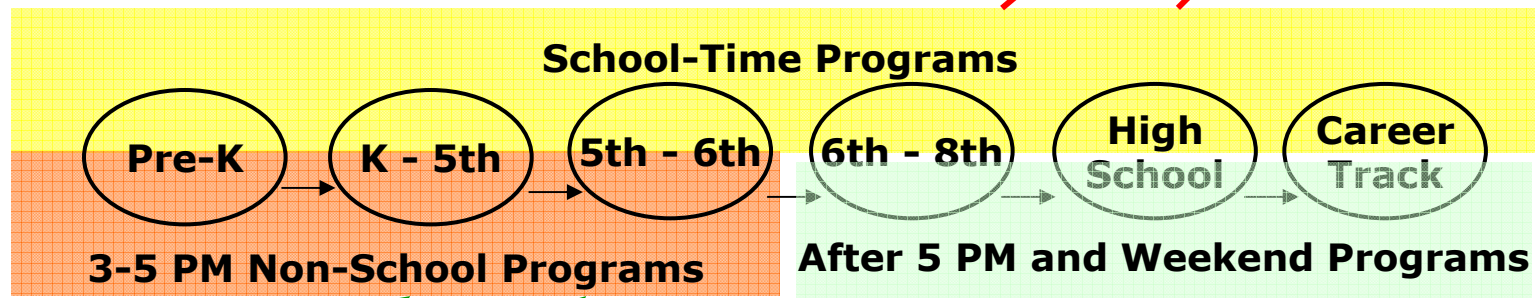 School-Time Programs
Pre-K
K - 5th
5th - 6th
6th - 8th
High
School
Career
Track
3-5 PM Non-School Programs
After 5 PM and Weekend Programs